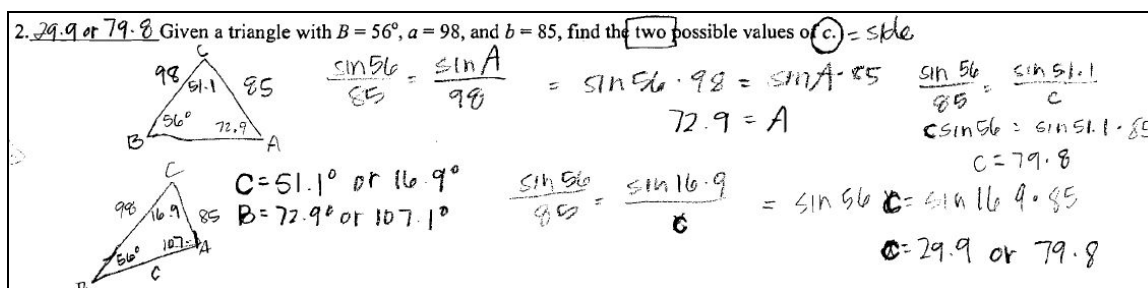 2. 29.9 or 79.8 Given a triangle with B = 56°, a = 98, and b = 85, find the two possible values of c. = side
C
98 51.1 85
56° 72.9
B A
sin56/85 = sinA/98 = sin56 · 98 = sinA · 85
72.9 = A
sin 56/85 = sin 51.1/c
c sin 56 = sin 51.1 · 85
C = 79.8
C
98 16.9 85
56° 107.1 A
B c
C = 51.1° or 16.9°
B = 72.9° or 107.1°
sin 56/85 = sin 16.9/c = sin 56 c = sin 16.9 · 85
c = 29.9 or 79.8